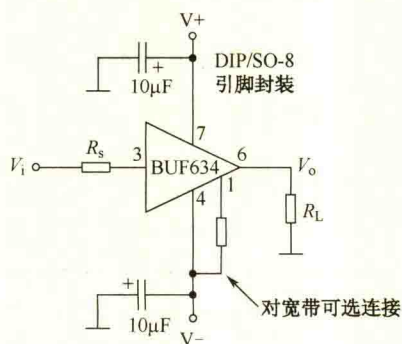 V+
DIP/SO-8
引脚封装
+
10μF
7
Rs
3
6
Vi
BUF634
Vo
1
4
RL
+
10μF
对宽带可选连接
V−